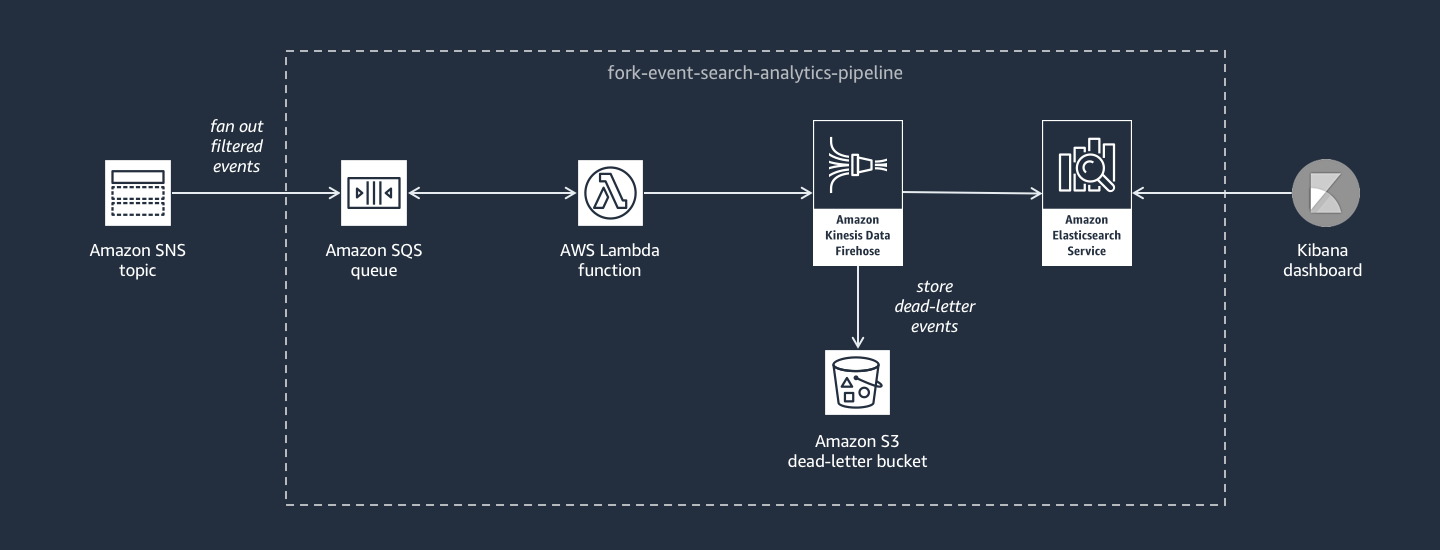 fork-event-search-analytics-pipeline
fan out
filtered
events
Amazon SNS
topic
Amazon SQS
queue
AWS Lambda
function
Amazon
Kinesis Data
Firehose
Amazon
Elasticsearch
Service
Kibana
dashboard
store
dead-letter
events
Amazon S3
dead-letter bucket